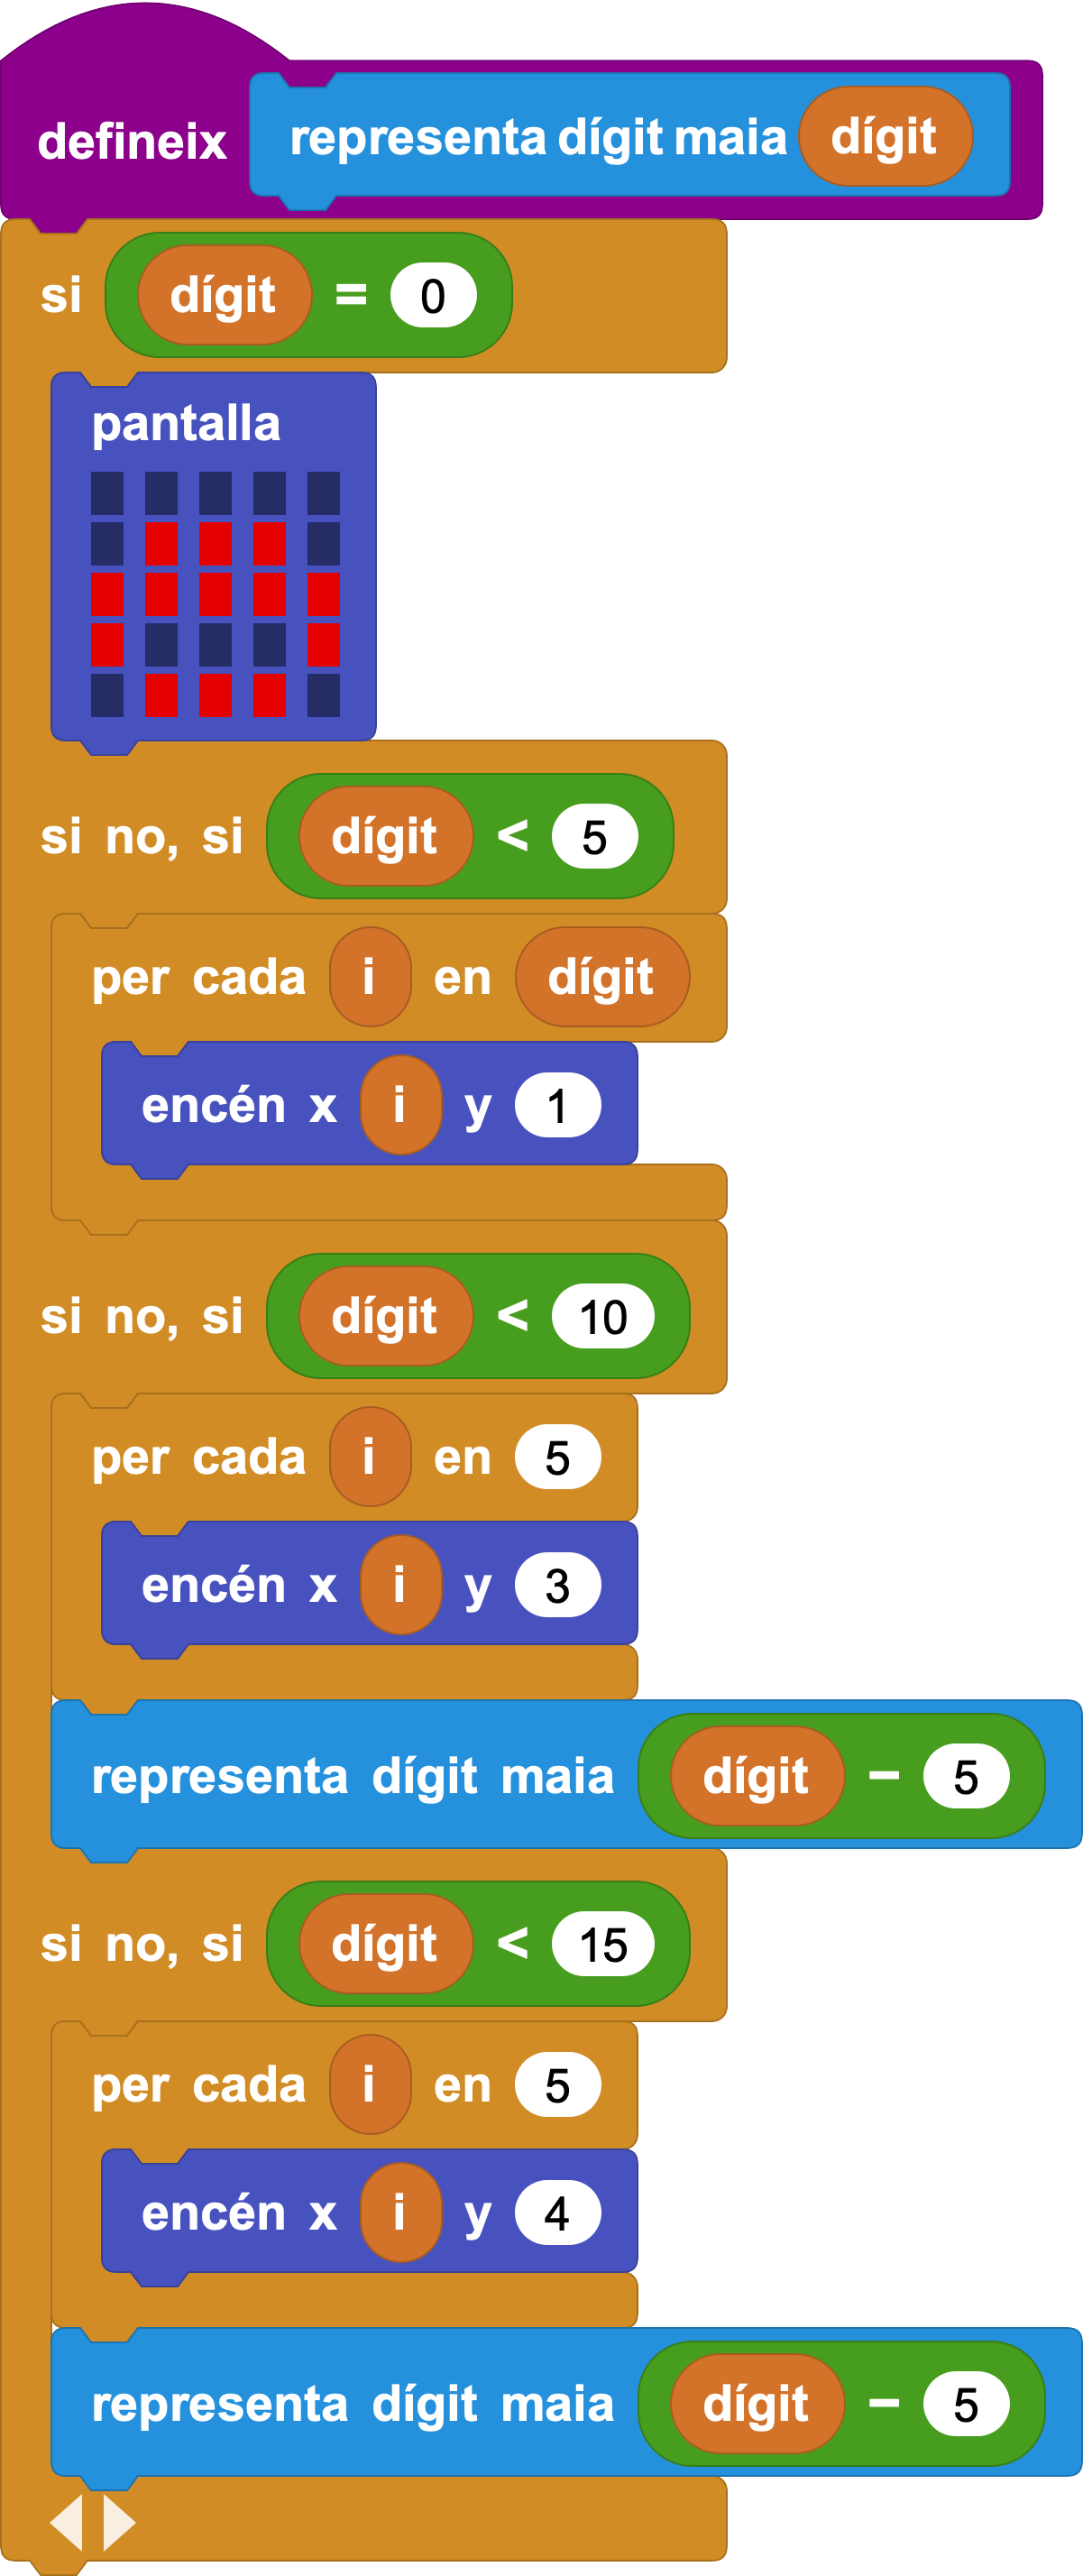 defineix representa dígit maia dígit
si dígit = 0
pantalla
si no, si dígit < 5
per cada i en dígit
encén x i y 1
si no, si dígit < 10
per cada i en 5
encén x i y 3
representa dígit maia dígit − 5
si no, si dígit < 15
per cada i en 5
encén x i y 4
representa dígit maia dígit − 5